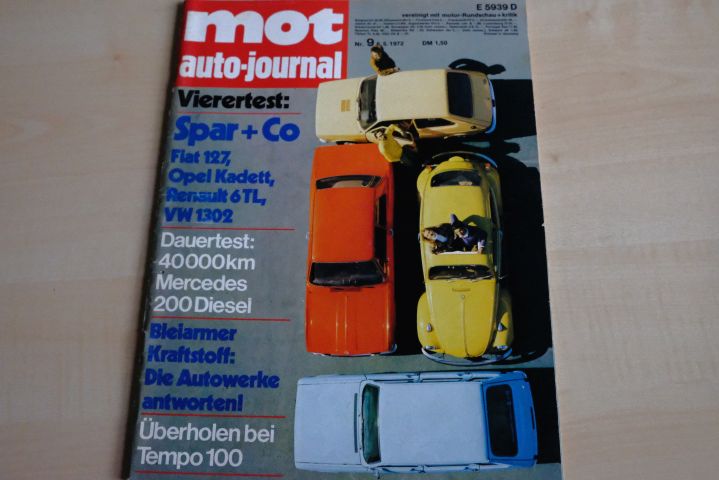 E 5939 D
mot
vereinigt mit motor-Rundschau + kritik
Nr. 9
1972
DM 1,50
auto-journal
Vierertest:
Spar + Co
Fiat 127,
Opel Kadett,
Renault 6 TL,
VW 1302
Dauertest:
40000 km
Mercedes
200 Diesel
Bleiarmer
Kraftstoff:
Die Autowerke
antworten!
Überholen bei
Tempo 100